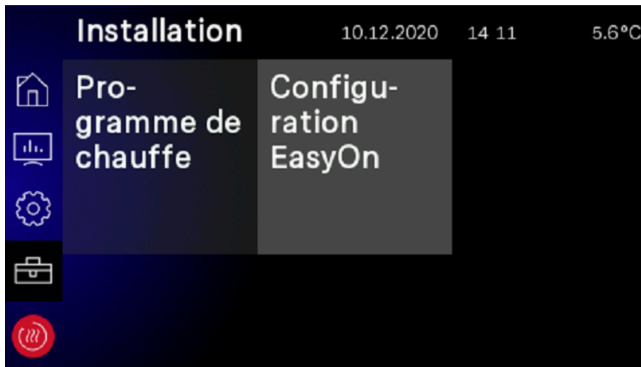 Installation 10.12.2020 14 11 5.6°C
Pro-
gramme de
chauffe
Configu-
ration
EasyOn